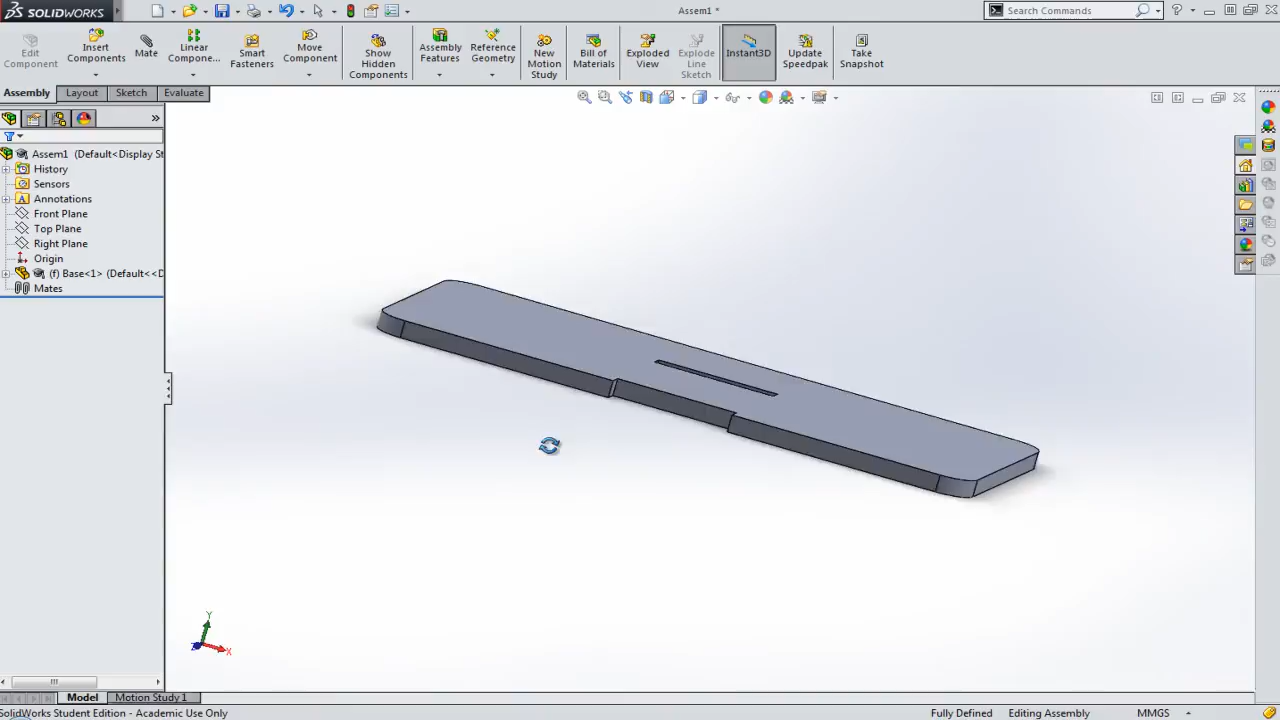 SOLIDWORKS
Assem1 *
Search Commands
Edit Component
Insert Components
Mate
Linear Compone...
Smart Fasteners
Move Component
Show Hidden Components
Assembly Features
Reference Geometry
New Motion Study
Bill of Materials
Exploded View
Explode Line Sketch
Instant3D
Update Speedpak
Take Snapshot
Assembly
Layout
Sketch
Evaluate
Assem1 (Default<Display St
History
Sensors
Annotations
Front Plane
Top Plane
Right Plane
Origin
(f) Base<1> (Default<<D
Mates
Y
X
Model
Motion Study 1
SolidWorks Student Edition - Academic Use Only
Fully Defined
Editing Assembly
MMGS